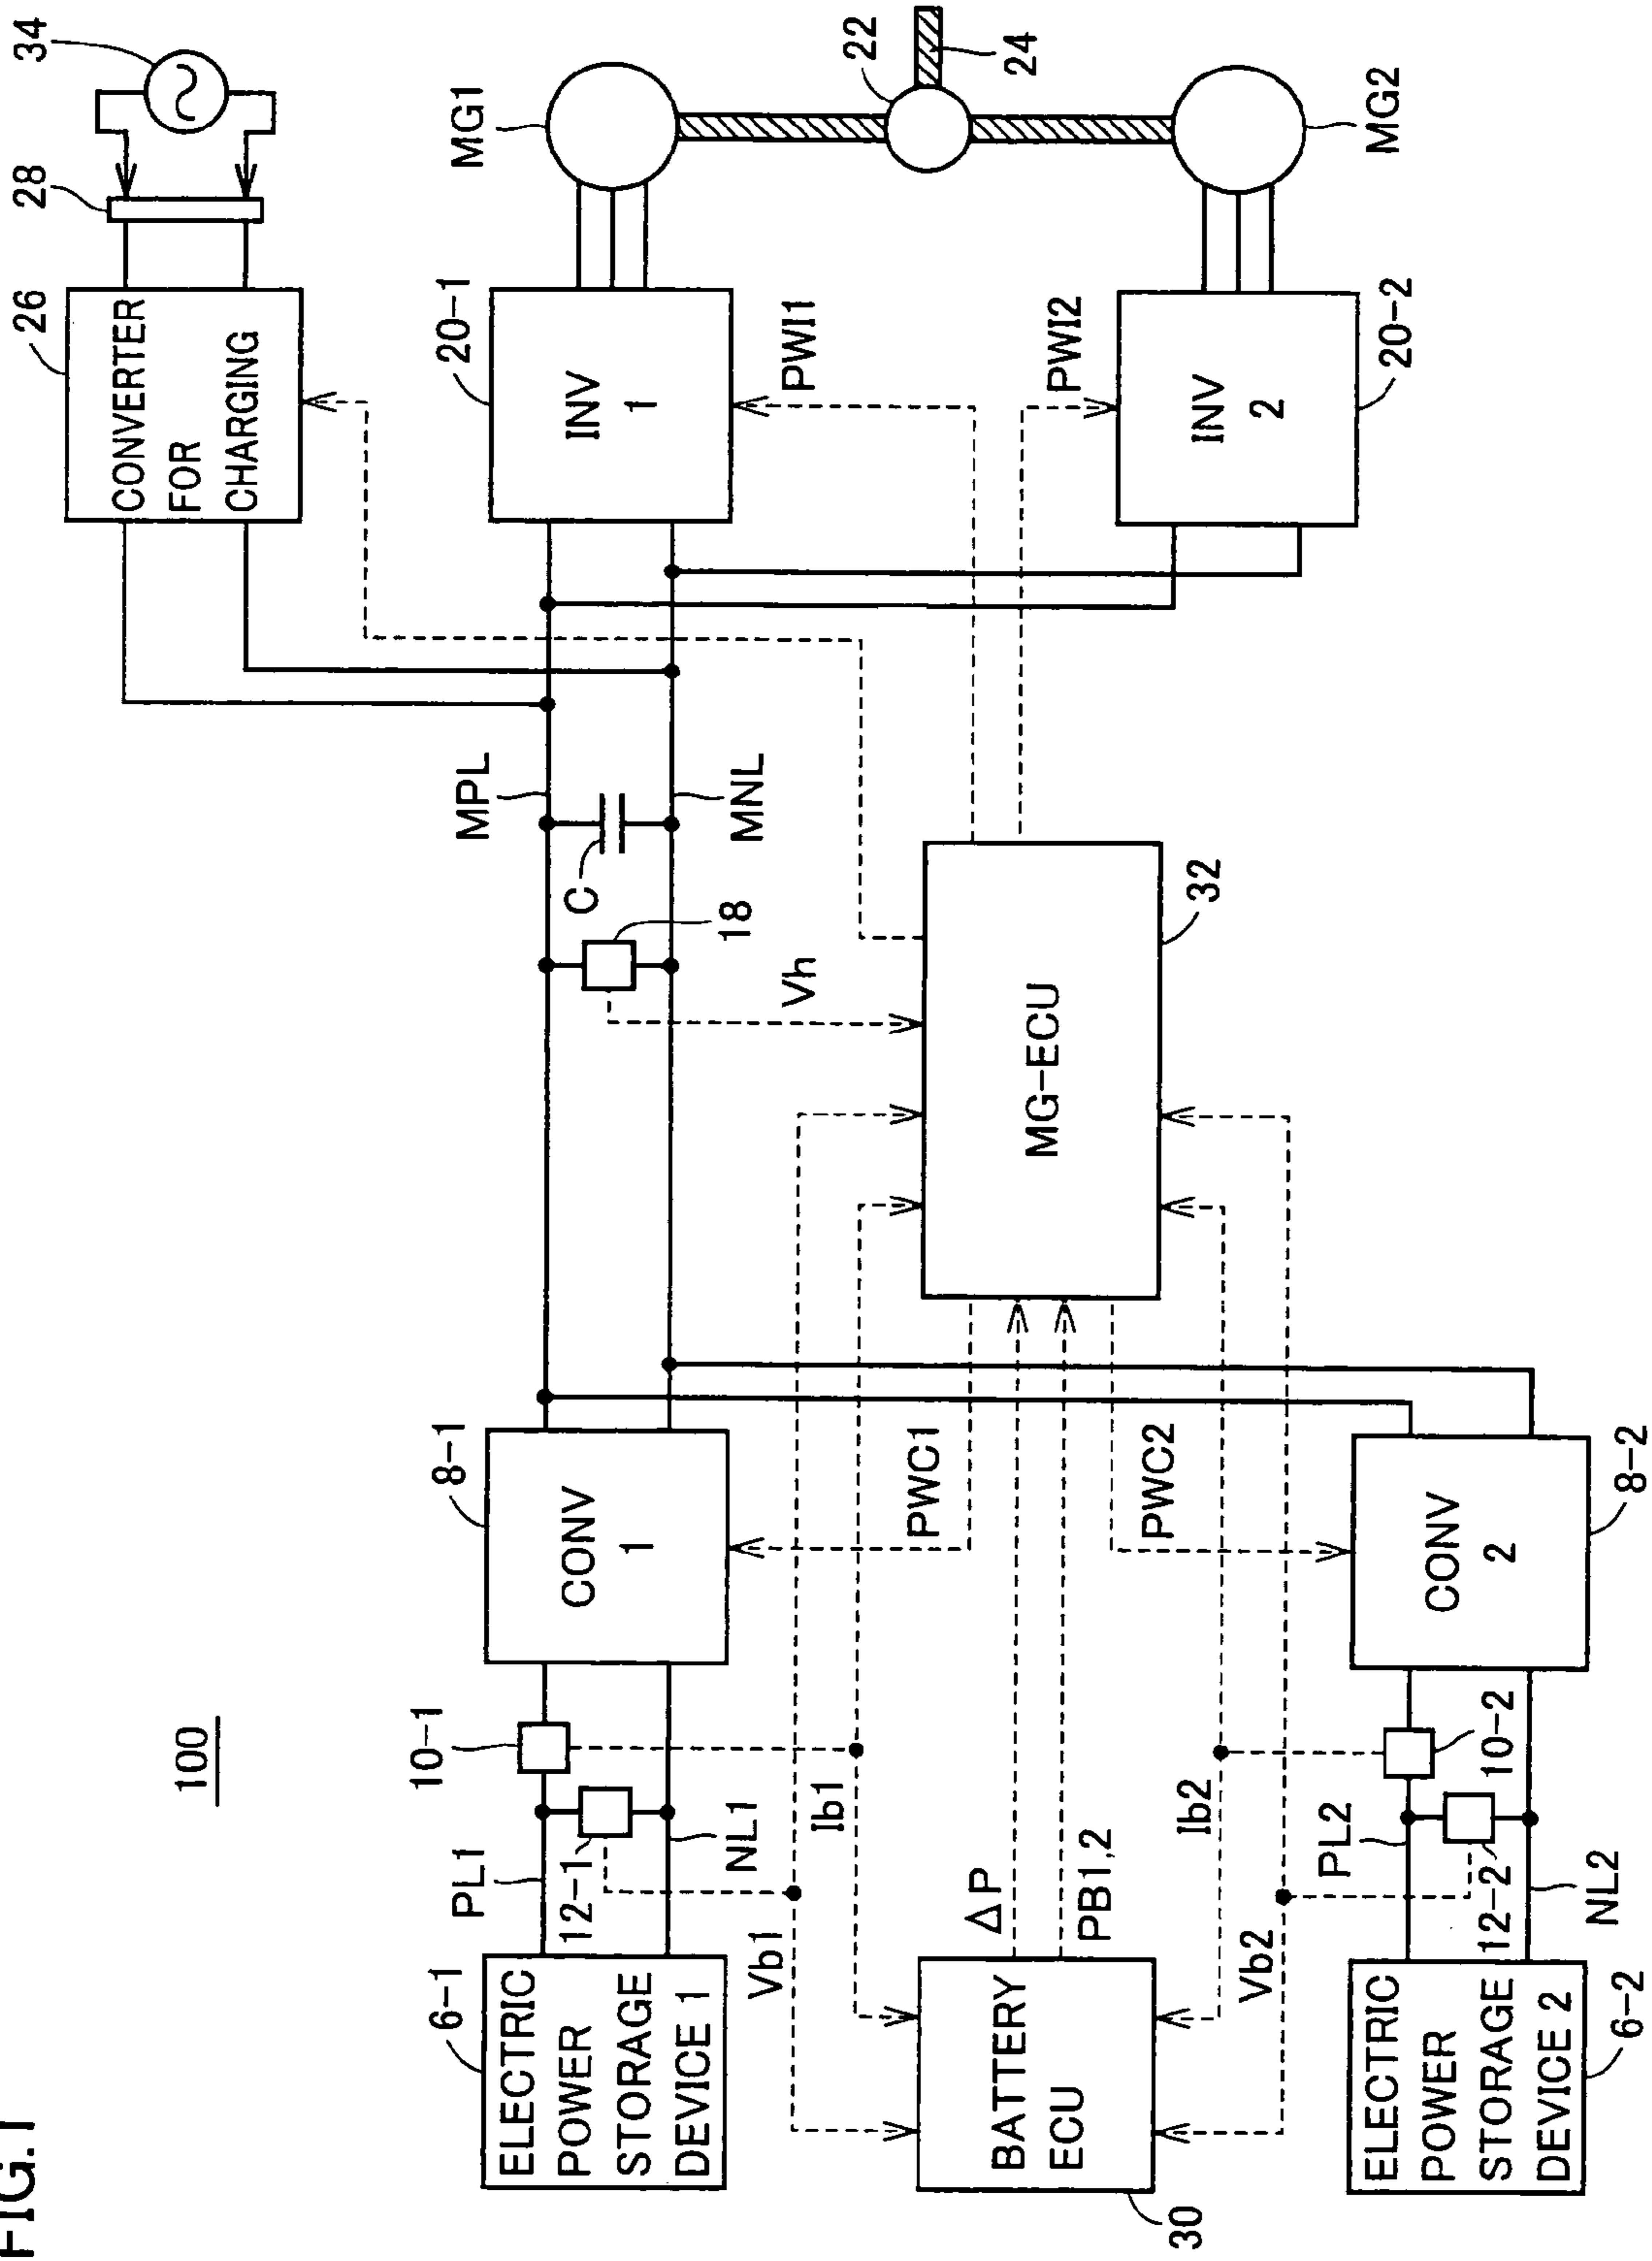 FIG.1
100
34
28
26
CONVERTER
FOR
CHARGING
MG1
22
24
MG2
20-1
INV
1
PWI1
PWI2
INV
2
20-2
MPL
C
MNL
18
Vh
MG-ECU
32
8-1
CONV
1
PWC1
PWC2
CONV
2
8-2
10-1
PL1
12-1
NL1
Ib1
Vb1
6-1
ELECTRIC
POWER
STORAGE
DEVICE 1
ΔP
PB1,2
BATTERY
ECU
30
Ib2
Vb2
PL2
10-2
12-2
NL2
ELECTRIC
POWER
STORAGE
DEVICE 2
6-2